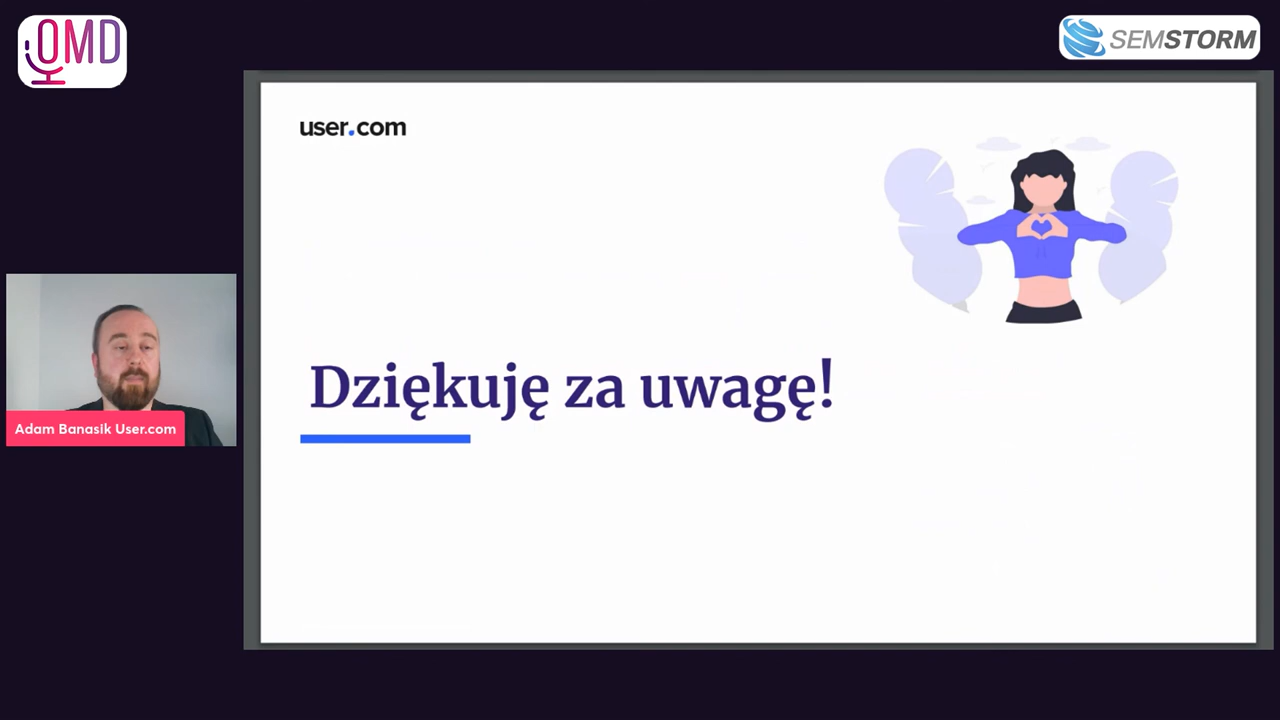 OMD
SEMSTORM
user.com
Dziękuję za uwagę!
Adam Banasik User.com